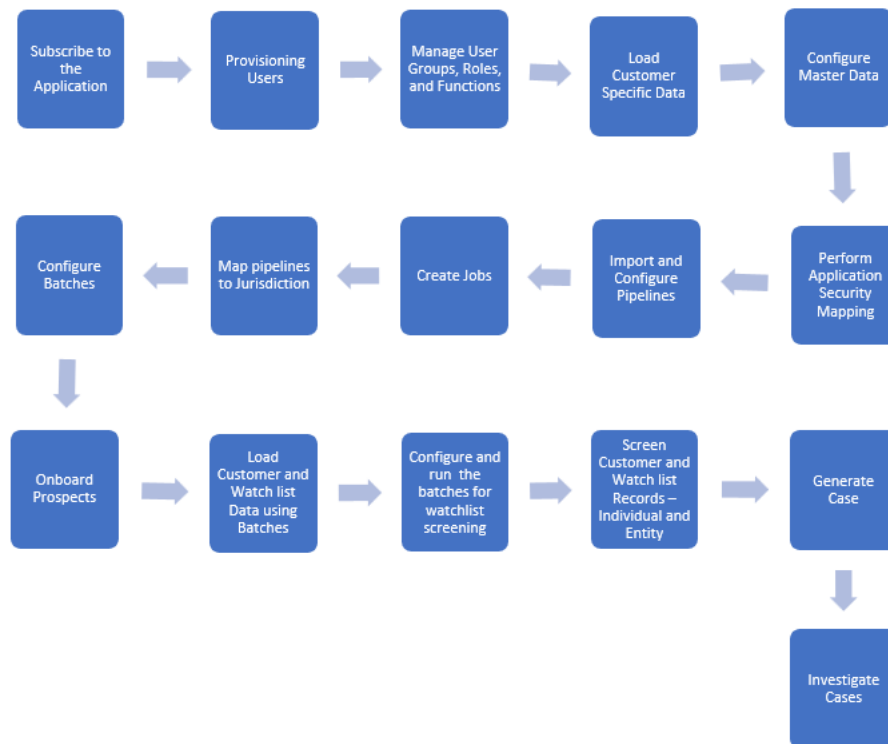 Subscribe to
the
Application
Provisioning
Users
Manage User
Groups, Roles,
and Functions
Load
Customer
Specific Data
Configure
Master Data
Perform
Application
Security
Mapping
Import and
Configure
Pipelines
Create Jobs
Map pipelines
to Jurisdiction
Configure
Batches
Onboard
Prospects
Load
Customer and
Watch list
Data using
Batches
Configure and
run the
batches for
watchlist
screening
Screen
Customer and
Watch list
Records –
Individual and
Entity
Generate
Case
Investigate
Cases